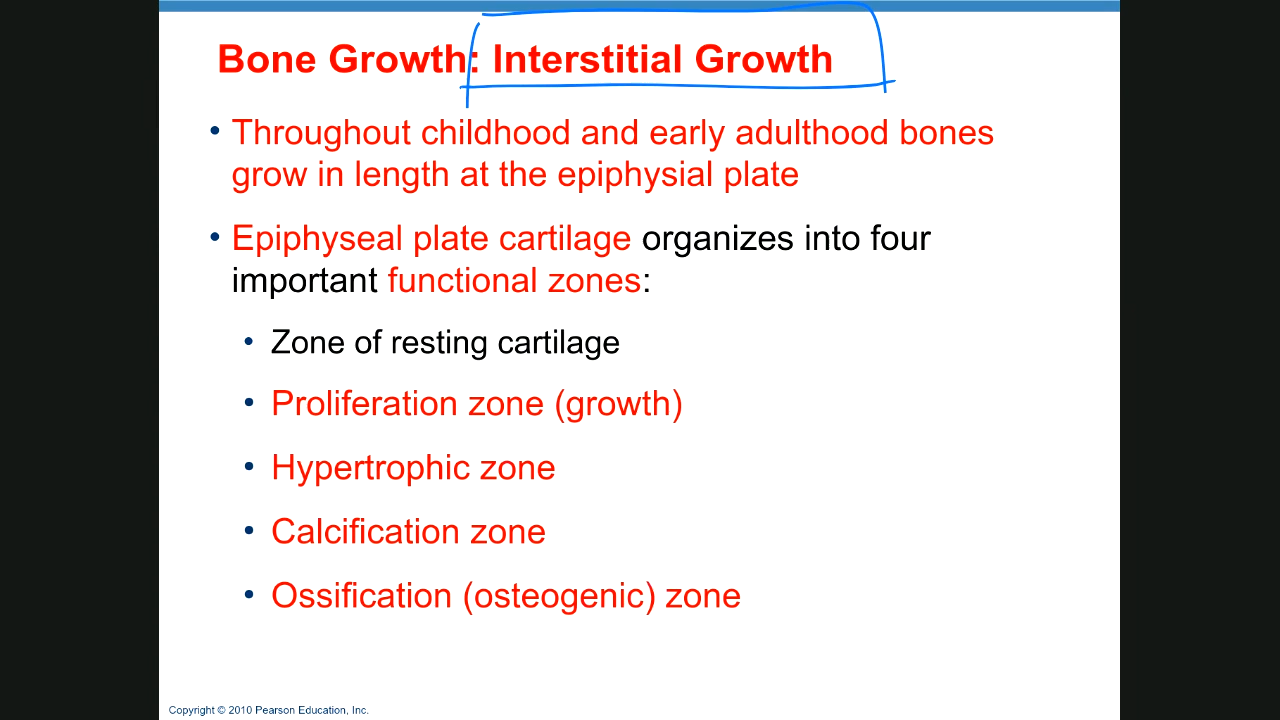 Bone Growth: Interstitial Growth
• Throughout childhood and early adulthood bones
grow in length at the epiphysial plate
• Epiphyseal plate cartilage organizes into four
important functional zones:
• Zone of resting cartilage
• Proliferation zone (growth)
• Hypertrophic zone
• Calcification zone
• Ossification (osteogenic) zone
Copyright © 2010 Pearson Education, Inc.